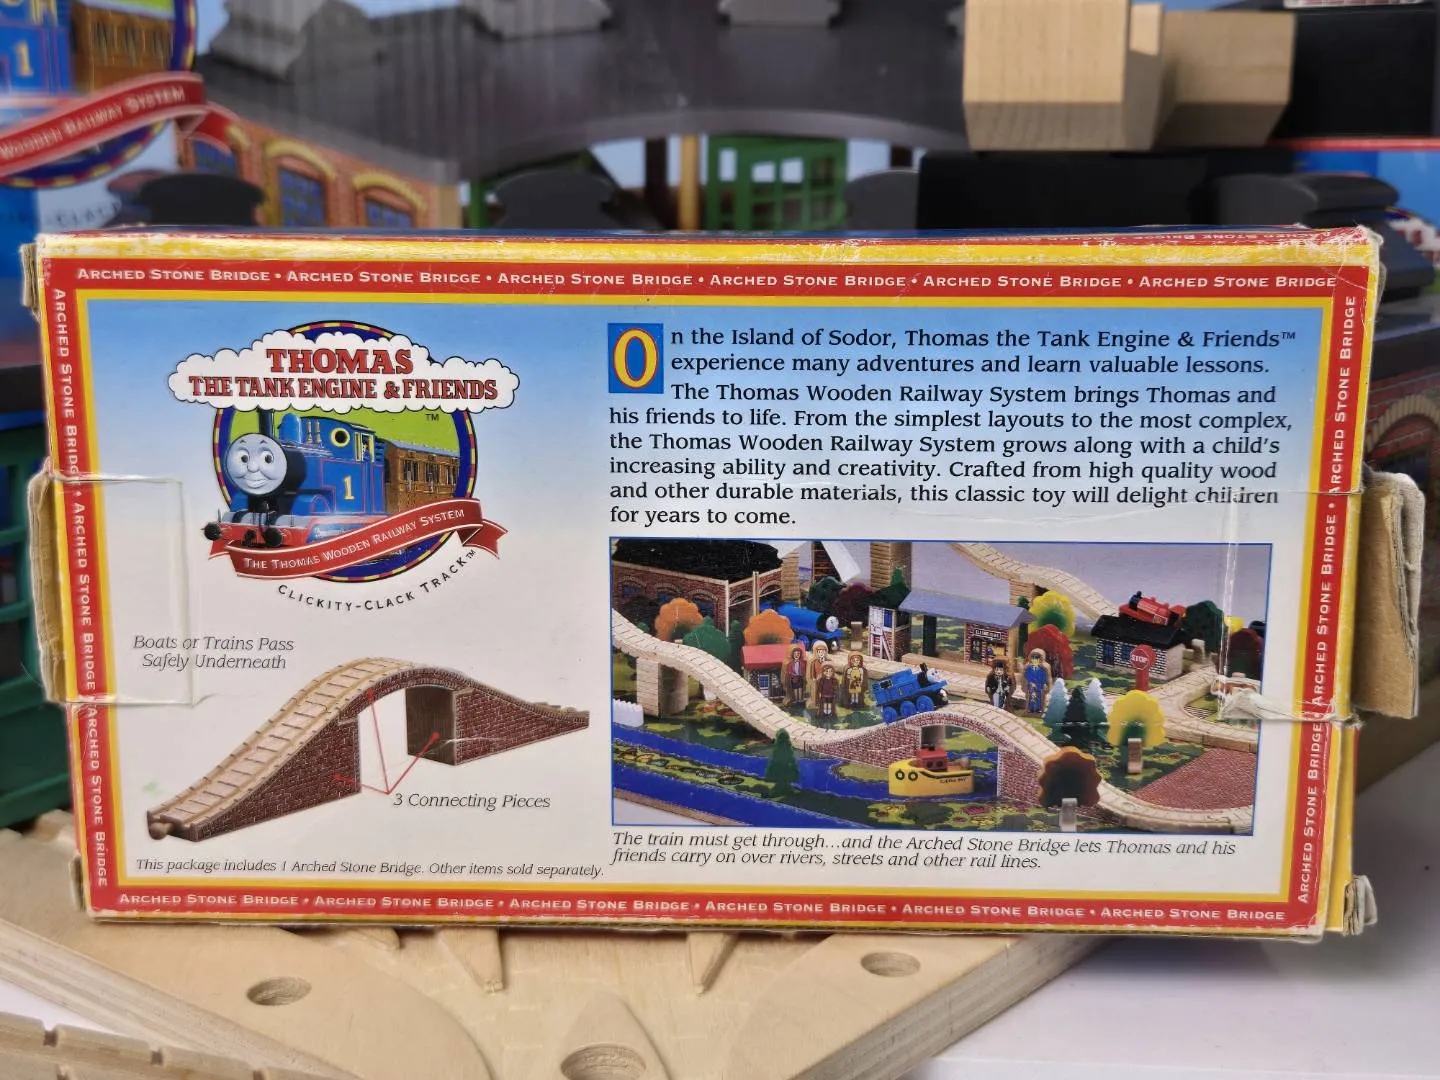 WOODEN RAILWAY SYSTEM
1
ARCHED STONE BRIDGE • ARCHED STONE BRIDGE • ARCHED STONE BRIDGE • ARCHED STONE BRIDGE • ARCHED STONE BRIDGE • ARCHED STONE BRIDGE
ARCHED STONE BRIDGE • ARCHED STONE BRIDGE • ARCHED STONE BRIDGE
THOMAS
THE TANK ENGINE & FRIENDS
™
1
THE THOMAS WOODEN RAILWAY SYSTEM
CLICKITY-CLACK TRACK™
Boats or Trains Pass
Safely Underneath
3 Connecting Pieces
This package includes 1 Arched Stone Bridge. Other items sold separately.
On the Island of Sodor, Thomas the Tank Engine & Friends™
experience many adventures and learn valuable lessons.
The Thomas Wooden Railway System brings Thomas and
his friends to life. From the simplest layouts to the most complex,
the Thomas Wooden Railway System grows along with a child's
increasing ability and creativity. Crafted from high quality wood
and other durable materials, this classic toy will delight children
for years to come.
STOP
The train must get through...and the Arched Stone Bridge lets Thomas and his
friends carry on over rivers, streets and other rail lines.
ARCHED STONE BRIDGE • ARCHED STONE BRIDGE • ARCHED STONE BRIDGE
ARCHED STONE BRIDGE • ARCHED STONE BRIDGE • ARCHED STONE BRIDGE • ARCHED STONE BRIDGE • ARCHED STONE BRIDGE • ARCHED STONE BRIDGE